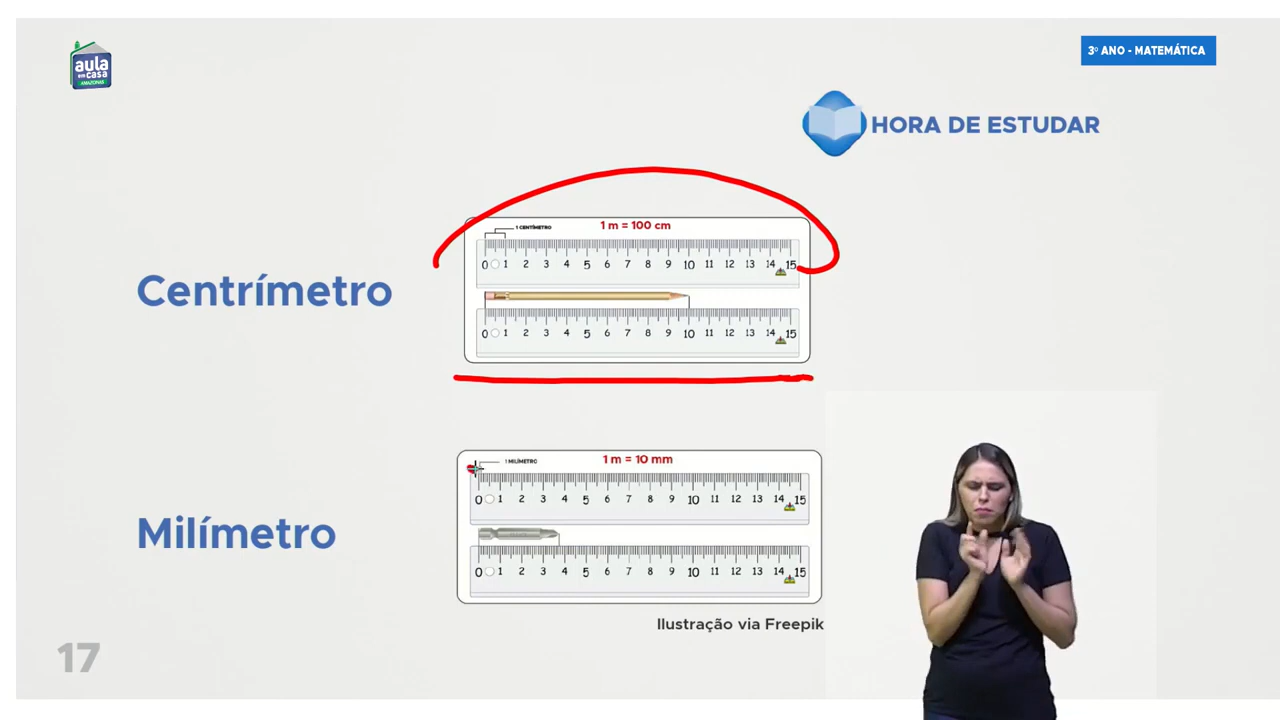 aula
em casa
AMAZONAS
3º ANO - MATEMÁTICA
HORA DE ESTUDAR
Centrímetro
1 CENTÍMETRO
1 m = 100 cm
0 1 2 3 4 5 6 7 8 9 10 11 12 13 14 15
0 1 2 3 4 5 6 7 8 9 10 11 12 13 14 15
Milímetro
1 MILÍMETRO
1 m = 10 mm
0 1 2 3 4 5 6 7 8 9 10 11 12 13 14 15
0 1 2 3 4 5 6 7 8 9 10 11 12 13 14 15
Ilustração via Freepik
17